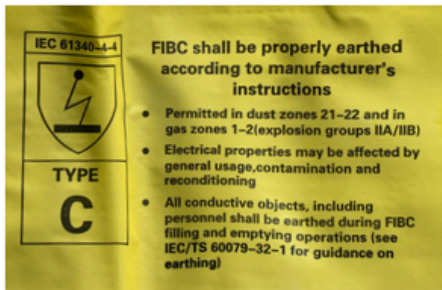 IEC 61340-4-4
TYPE
C
FIBC shall be properly earthed
according to manufacturer's
instructions
• Permitted in dust zones 21-22 and in
gas zones 1-2(explosion groups IIA/IIB)
• Electrical properties may be affected by
general usage,contamination and
reconditioning
• All conductive objects, including
personnel shall be earthed during FIBC
filling and emptying operations (see
IEC/TS 60079-32-1 for guidance on
earthing)